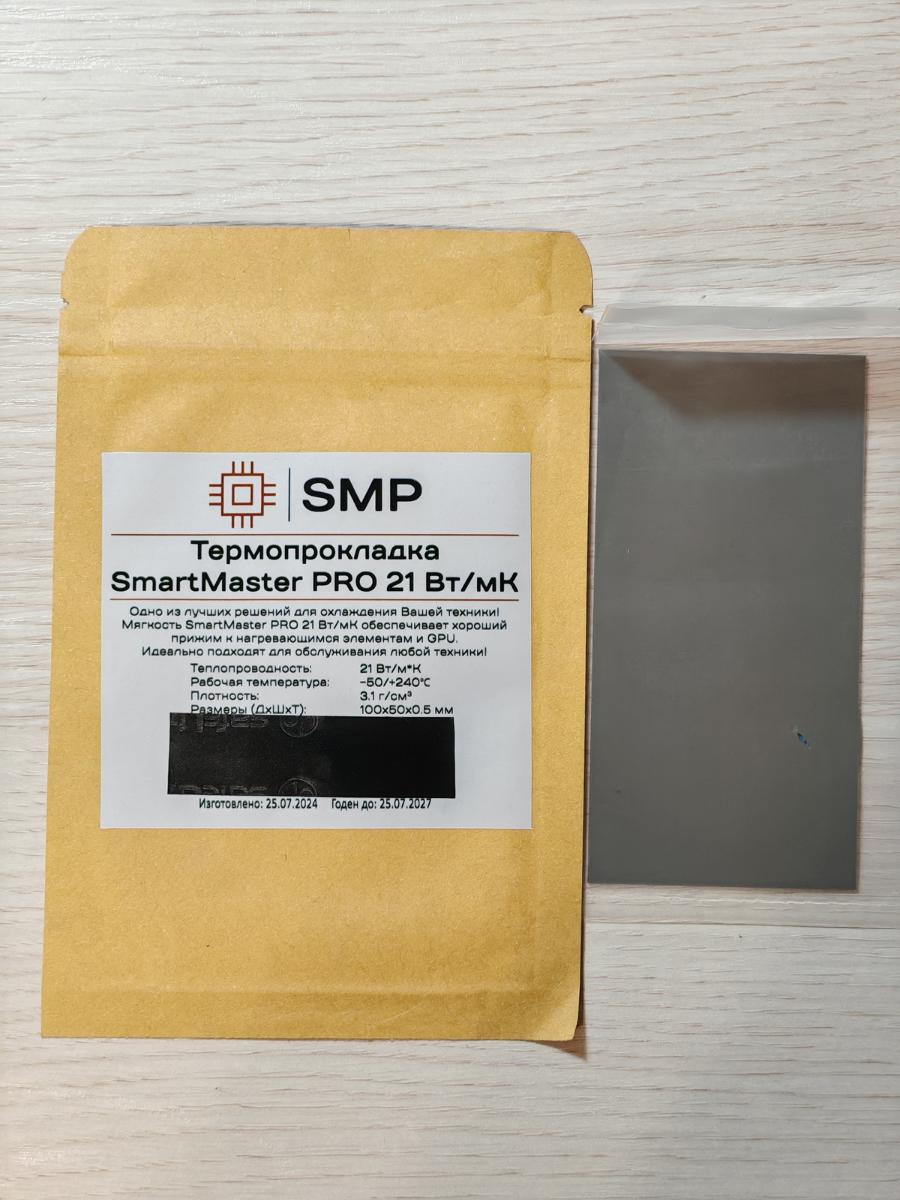 SMP
Термопрокладка
SmartMaster PRO 21 Вт/мК
Одно из лучших решений для охлаждения Вашей техники!
Мягкость SmartMaster PRO 21 Вт/мК обеспечивает хороший
прижим к нагревающимся элементам и GPU.
Идеально подходят для обслуживания любой техники!
Теплопроводность: 21 Вт/м*К
Рабочая температура: -50/+240℃
Плотность: 3.1 г/см³
Размеры (ДхШхТ): 100x50x0.5 мм
Изготовлено: 25.07.2024 Годен до: 25.07.2027